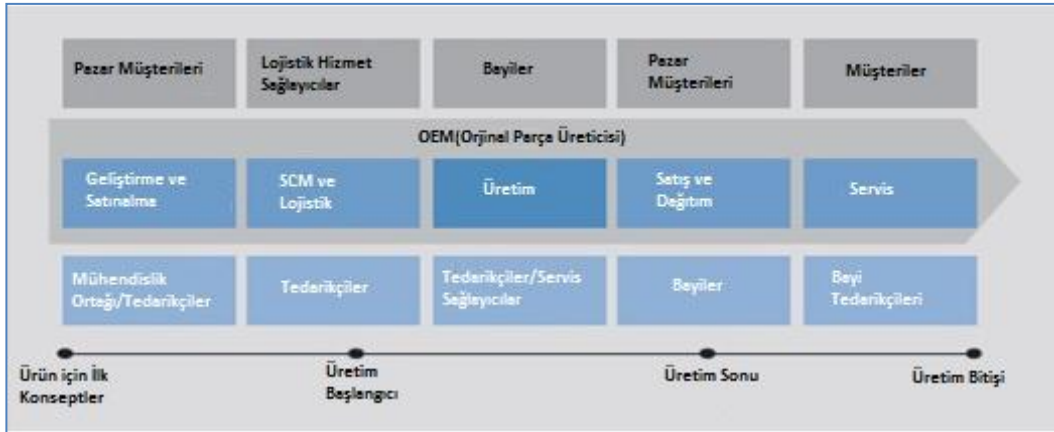 Pazar Müşterileri
Lojistik Hizmet
Sağlayıcılar
Bayiler
Pazar
Müşterileri
Müşteriler
OEM(Orjinal Parça Üreticisi)
Geliştirme ve
Satınalma
SCM ve
Lojistik
Üretim
Satış ve
Dağıtım
Servis
Mühendislik
Ortağı/Tedarikçiler
Tedarikçiler
Tedarikçiler/Servis
Sağlayıcılar
Bayiler
Bayi
Tedarikçileri
Ürün için İlk
Konseptler
Üretim
Başlangıcı
Üretim Sonu
Üretim Bitişi